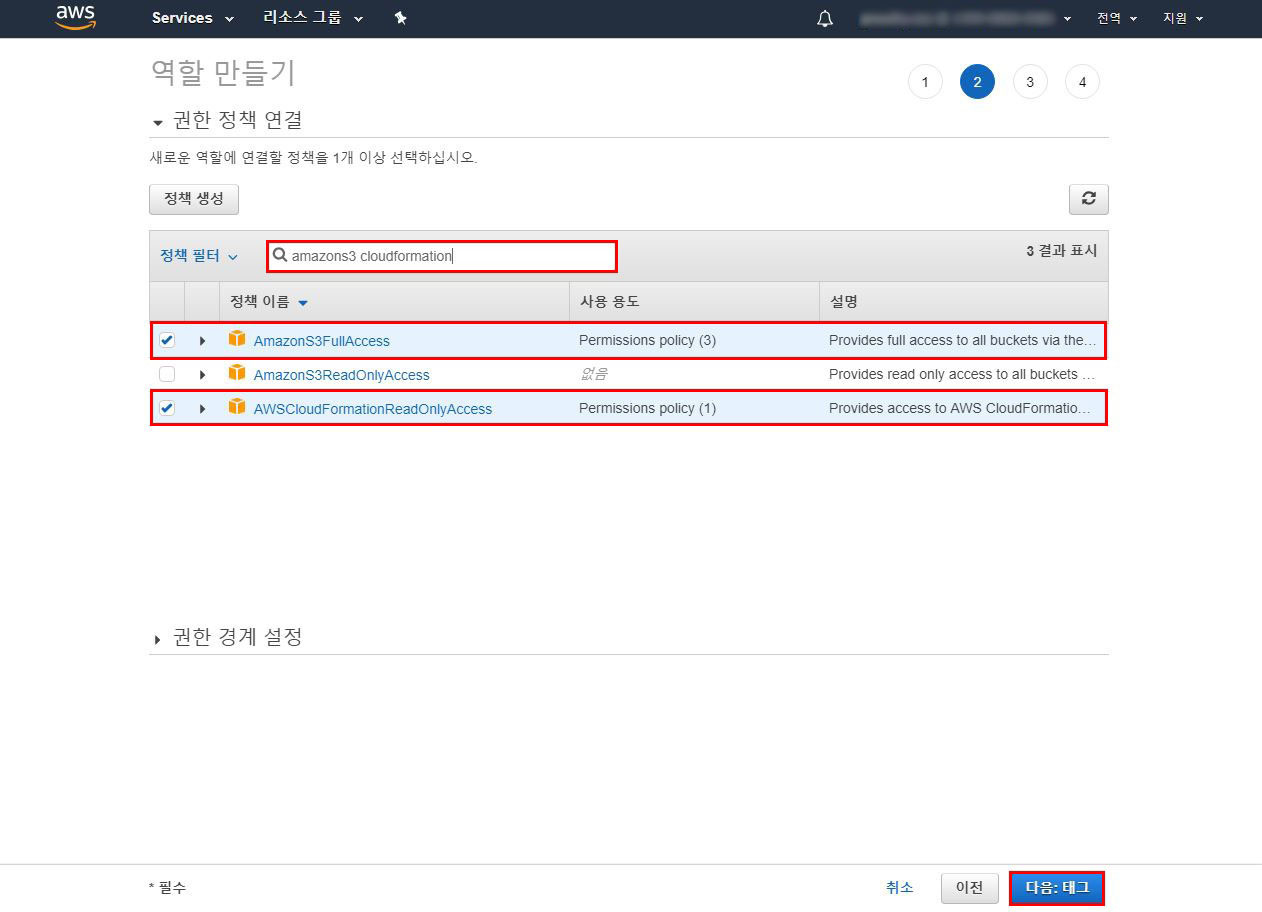 aws Services 리소스 그룹 전역 지원
역할 만들기
1 2 3 4
권한 정책 연결
새로운 역할에 연결할 정책을 1개 이상 선택하십시오.
정책 생성
정책 필터 amazons3 cloudformation 3 결과 표시
정책 이름 사용 용도 설명
AmazonS3FullAccess Permissions policy (3) Provides full access to all buckets via the…
AmazonS3ReadOnlyAccess 없음 Provides read only access to all buckets …
AWSCloudFormationReadOnlyAccess Permissions policy (1) Provides access to AWS CloudFormatio…
권한 경계 설정
* 필수 취소 이전 다음: 태그